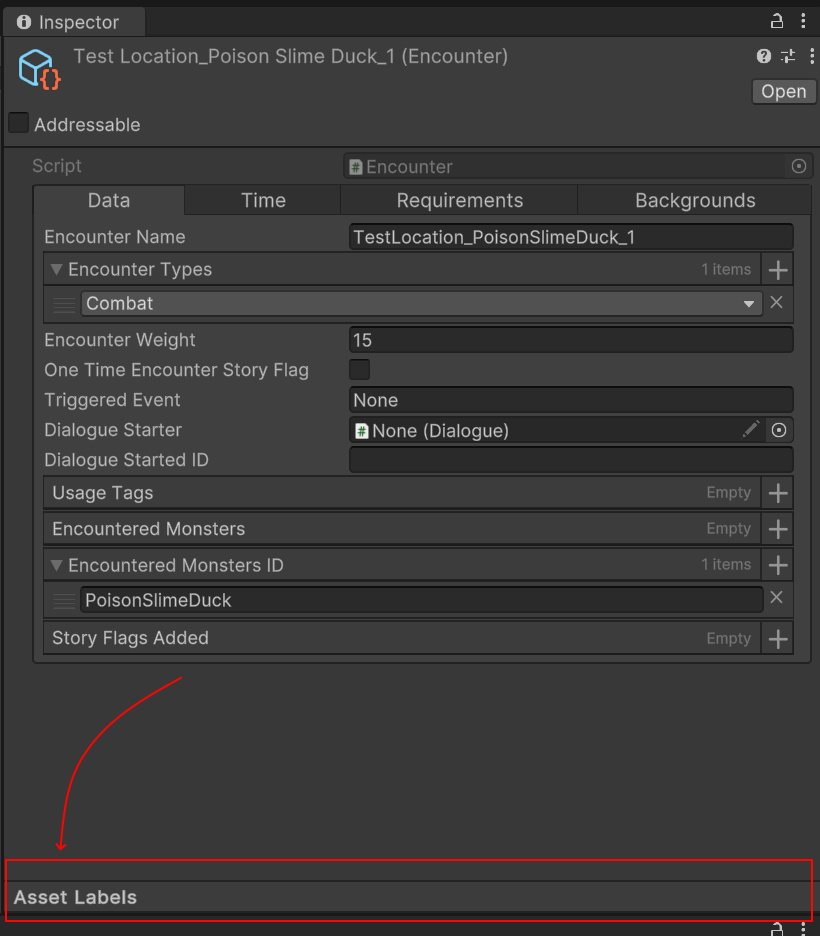 Inspector
Test Location_Poison Slime Duck_1 (Encounter)
Open
Addressable
Script Encounter
Data Time Requirements Backgrounds
Encounter Name TestLocation_PoisonSlimeDuck_1
Encounter Types 1 items
Combat
Encounter Weight 15
One Time Encounter Story Flag
Triggered Event None
Dialogue Starter None (Dialogue)
Dialogue Started ID
Usage Tags Empty
Encountered Monsters Empty
Encountered Monsters ID 1 items
PoisonSlimeDuck
Story Flags Added Empty
Asset Labels